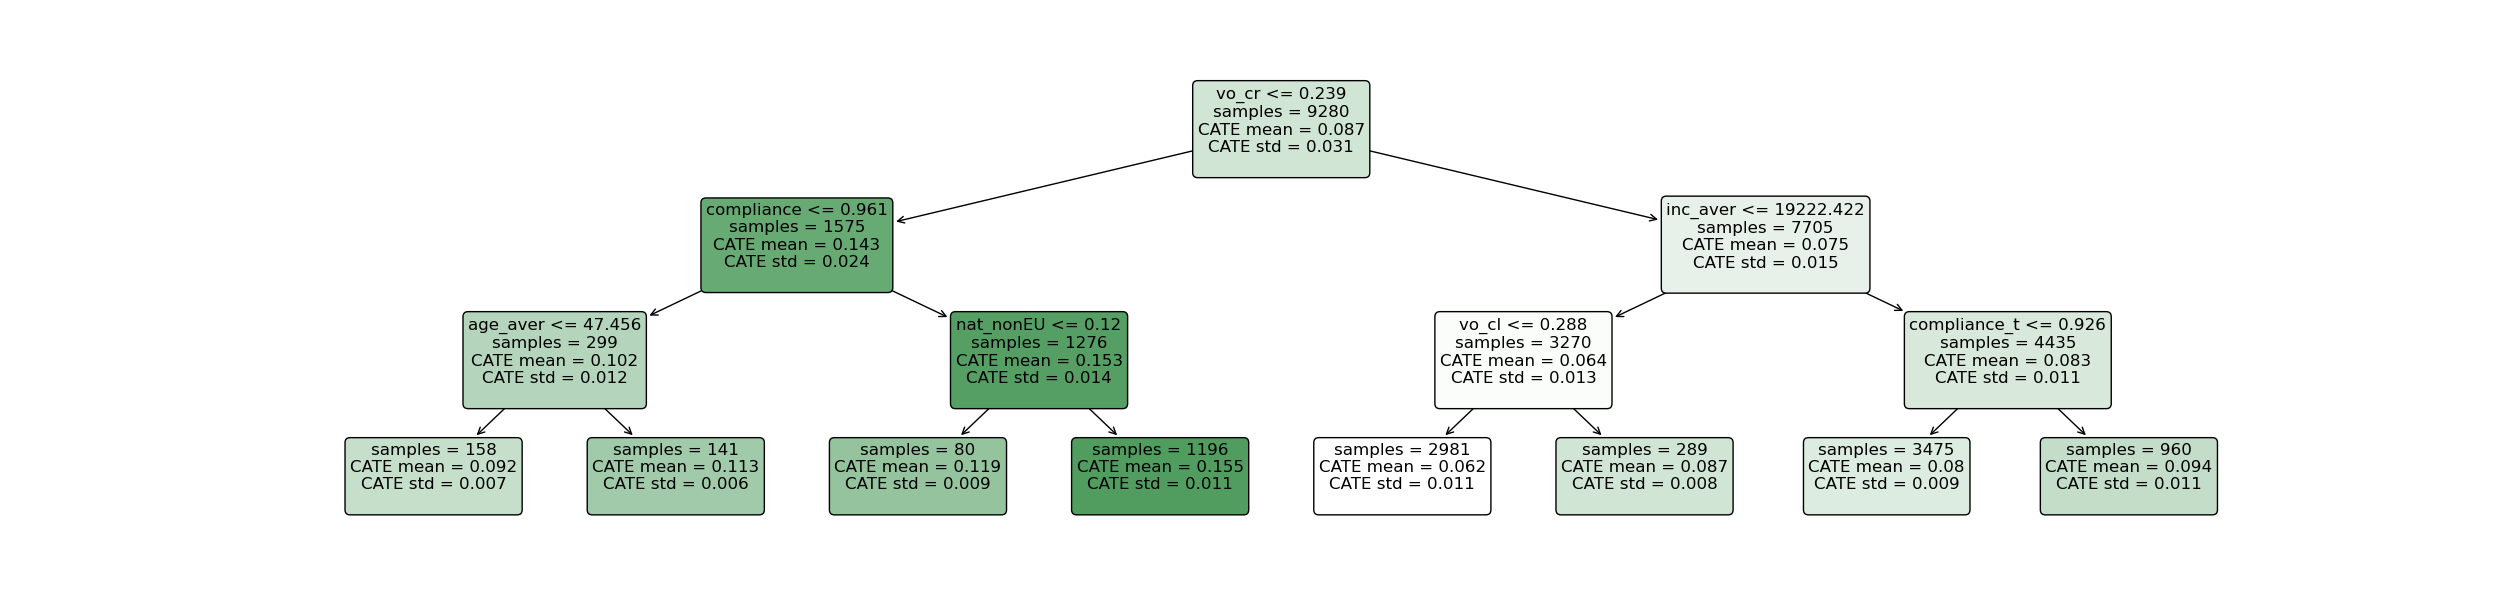 vo_cr <= 0.239
samples = 9280
CATE mean = 0.087
CATE std = 0.031
compliance <= 0.961
samples = 1575
CATE mean = 0.143
CATE std = 0.024
inc_aver <= 19222.422
samples = 7705
CATE mean = 0.075
CATE std = 0.015
age_aver <= 47.456
samples = 299
CATE mean = 0.102
CATE std = 0.012
nat_nonEU <= 0.12
samples = 1276
CATE mean = 0.153
CATE std = 0.014
vo_cl <= 0.288
samples = 3270
CATE mean = 0.064
CATE std = 0.013
compliance_t <= 0.926
samples = 4435
CATE mean = 0.083
CATE std = 0.011
samples = 158
CATE mean = 0.092
CATE std = 0.007
samples = 141
CATE mean = 0.113
CATE std = 0.006
samples = 80
CATE mean = 0.119
CATE std = 0.009
samples = 1196
CATE mean = 0.155
CATE std = 0.011
samples = 2981
CATE mean = 0.062
CATE std = 0.011
samples = 289
CATE mean = 0.087
CATE std = 0.008
samples = 3475
CATE mean = 0.08
CATE std = 0.009
samples = 960
CATE mean = 0.094
CATE std = 0.011